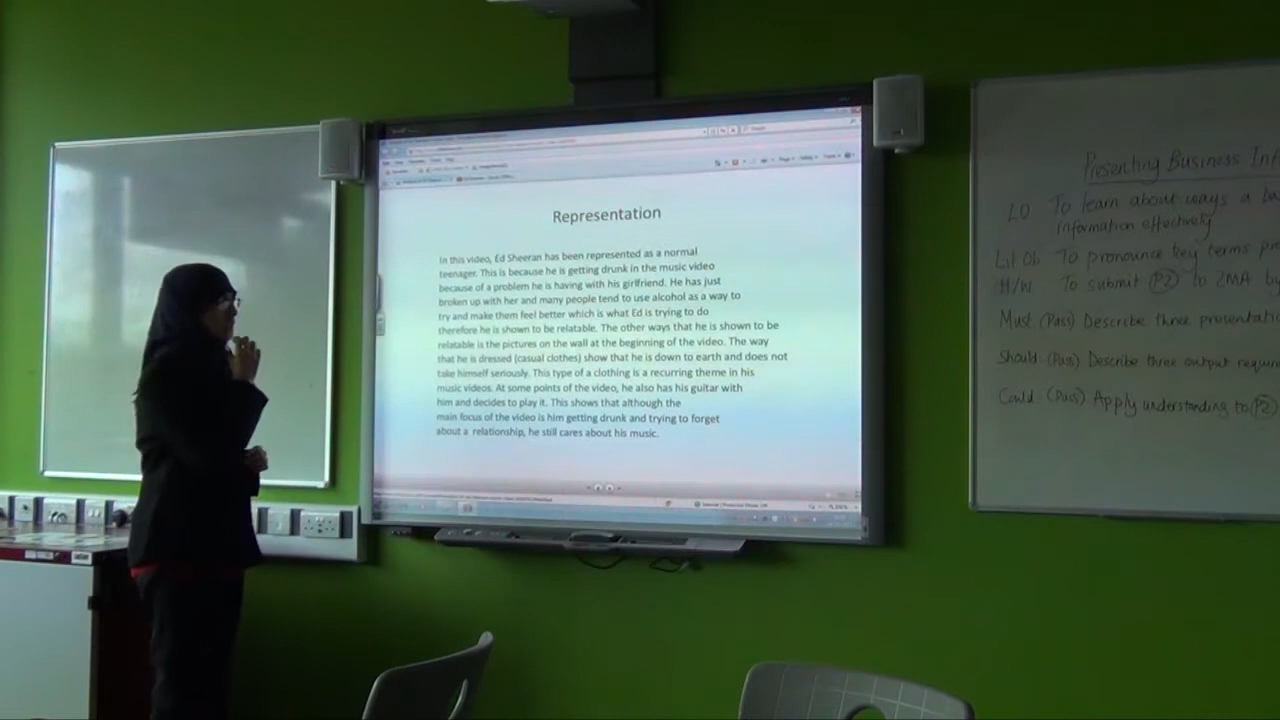 Representation
In this video, Ed Sheeran has been represented as a normal
teenager. This is because he is getting drunk in the music video
because of a problem he is having with his girlfriend. He has just
broken up with her and many people tend to use alcohol as a way to
try and make them feel better which is what Ed is trying to do
therefore he is shown to be relatable. The other ways that he is shown to be
relatable is the pictures on the wall at the beginning of the video. The way
that he is dressed (casual clothes) show that he is down to earth and does not
take himself seriously. This type of a clothing is a recurring theme in his
music videos. At some points of the video, he also has his guitar with
him and decides to play it. This shows that although the
main focus of the video is him getting drunk and trying to forget
about a relationship, he still cares about his music.
Presenting Business Inf
LO To learn about ways a
information effectively
Lit Ob To pronounce key terms
H/W To submit (P2) to ZMA by
Must (Pass) Describe three presentatio
Should (Pass) Describe three output requir
Could (Pass) Apply understanding to (P2)